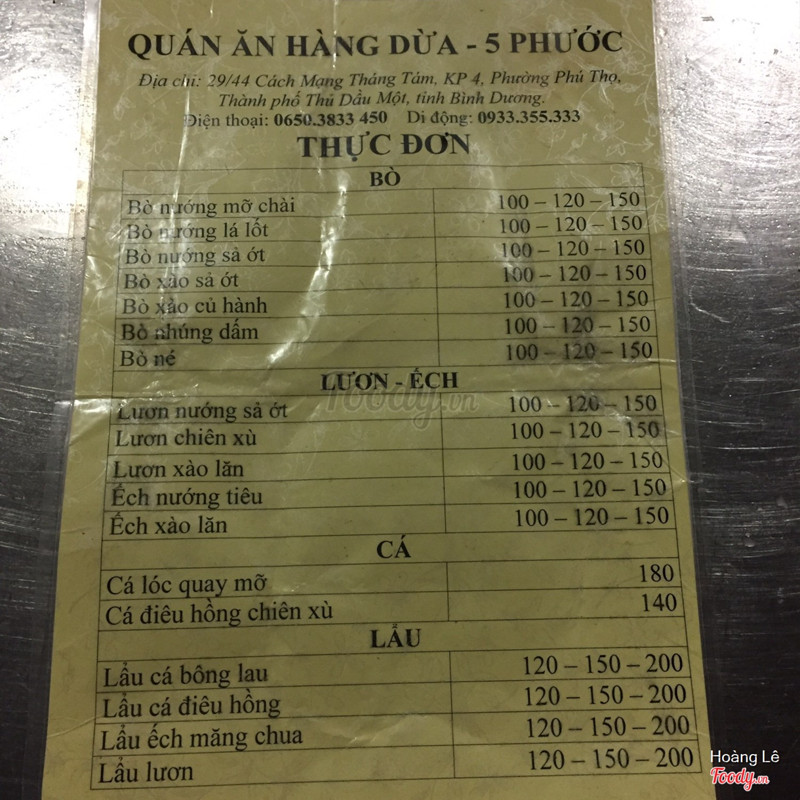 QUÁN ĂN HÀNG DỪA - 5 PHƯỚC
Địa chỉ: 29/44 Cách Mạng Tháng Tám, KP 4, Phường Phú Thọ,
Thành phố Thủ Dầu Một, tỉnh Bình Dương.
Điện thoại: 0650.3833 450 Di động: 0933.355.333
THỰC ĐƠN
BÒ
Bò nướng mỡ chài 100 – 120 – 150
Bò nướng lá lốt 100 – 120 – 150
Bò nướng sả ớt 100 – 120 – 150
Bò xào sả ớt 100 – 120 – 150
Bò xào củ hành 100 – 120 – 150
Bò nhúng dấm 100 – 120 – 150
Bò né 100 – 120 – 150
LƯƠN - ẾCH
Foody.vn
Lươn nướng sả ớt 100 – 120 – 150
Lươn chiên xù 100 – 120 – 150
Lươn xào lăn 100 – 120 – 150
Ếch nướng tiêu 100 – 120 – 150
Ếch xào lăn 100 – 120 – 150
CÁ
Cá lóc quay mỡ 180
Cá điêu hồng chiên xù 140
LẨU
Lẩu cá bông lau 120 – 150 – 200
Lẩu cá điêu hồng 120 – 150 – 200
Lẩu ếch măng chua 120 – 150 – 200
Lẩu lươn 120 – 150 – 200
Hoàng Lê
Foody.vn